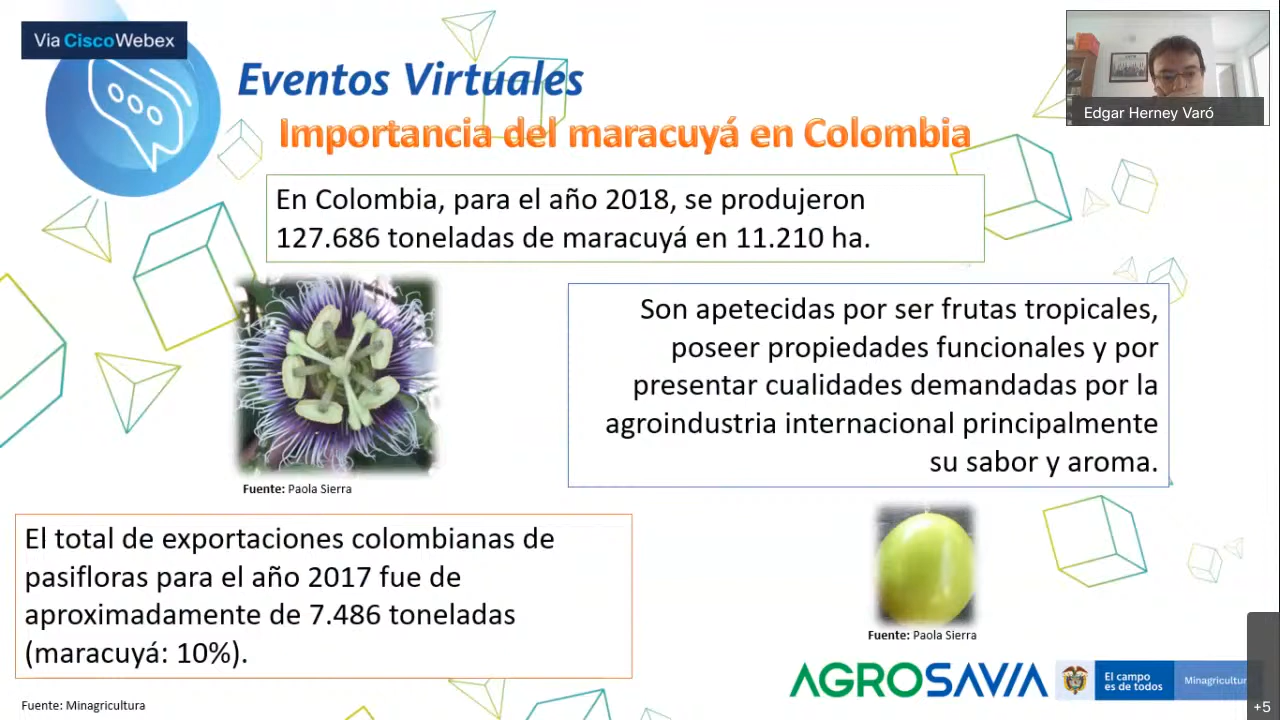 Via CiscoWebex
Eventos Virtuales
Edgar Herney Varó
Importancia del maracuyá en Colombia
En Colombia, para el año 2018, se produjeron
127.686 toneladas de maracuyá en 11.210 ha.
Son apetecidas por ser frutas tropicales,
poseer propiedades funcionales y por
presentar cualidades demandadas por la
agroindustria internacional principalmente
su sabor y aroma.
Fuente: Paola Sierra
El total de exportaciones colombianas de
pasifloras para el año 2017 fue de
aproximadamente de 7.486 toneladas
(maracuyá: 10%).
Fuente: Paola Sierra
AGROSAVIA
El campo
es de todos
Minagricultur
Fuente: Minagricultura
+5